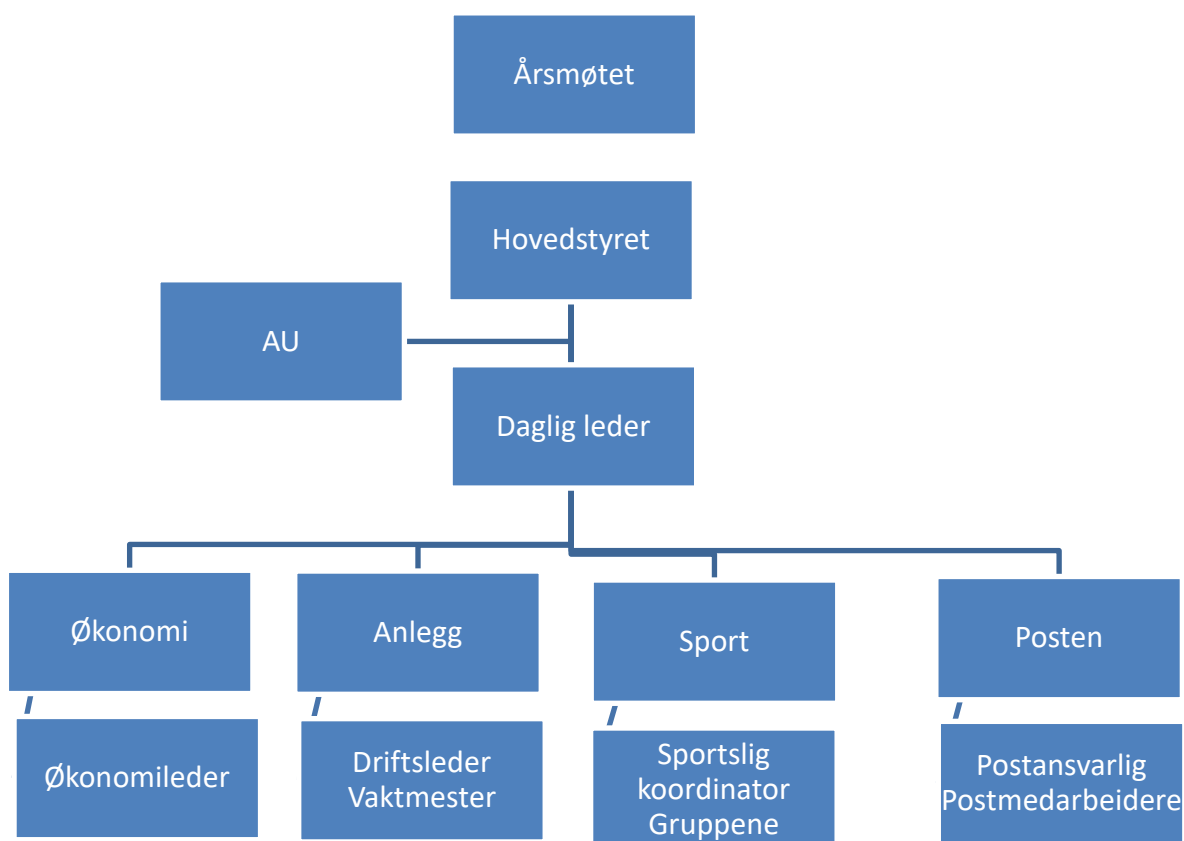 Årsmøtet
Hovedstyret
AU
Daglig leder
Økonomi
Anlegg
Sport
Posten
Økonomileder
Driftsleder
Vaktmester
Sportslig
koordinator
Gruppene
Postansvarlig
Postmedarbeidere